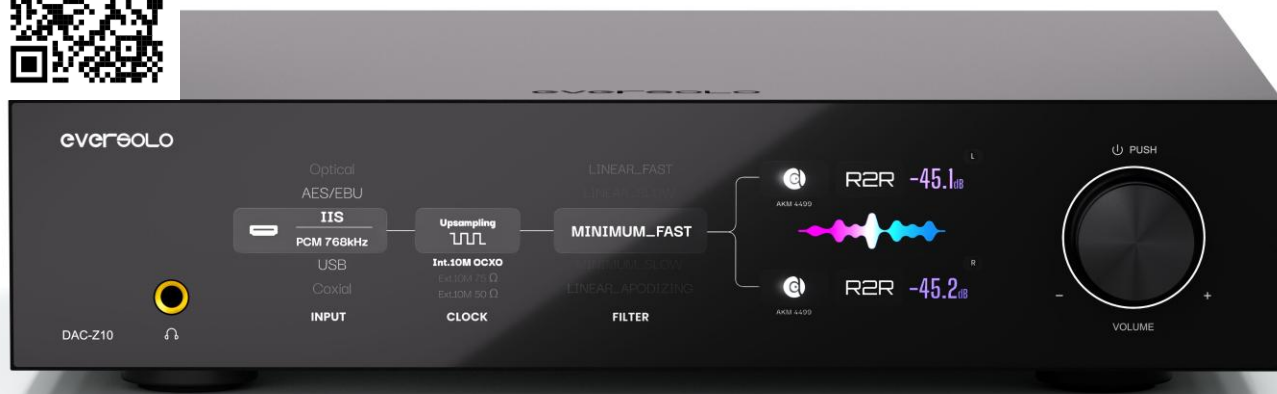 eversolo
eversolo
Optical
AES/EBU
IIS
PCM 768kHz
USB
Coxial
INPUT
Upsampling
Int.10M OCXO
Ext.10M 75 Ω
Ext.10M 50 Ω
CLOCK
LINEAR_FAST
LINEAR_SLOW
MINIMUM_FAST
MINIMUM_SLOW
LINEAR_APODIZING
FILTER
AKM 4499
R2R -45.1dB
L
AKM 4499
R2R -45.2dB
R
PUSH
- +
VOLUME
DAC-Z10